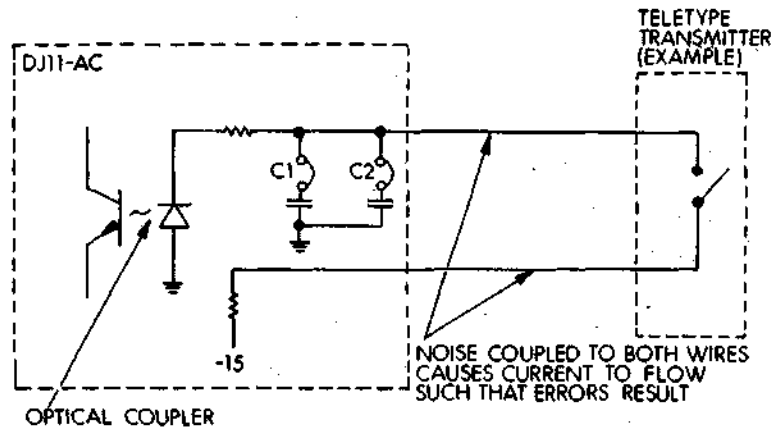 TELETYPE
TRANSMITTER
(EXAMPLE)
DJ11-AC
C1
C2
-15
NOISE COUPLED TO BOTH WIRES
CAUSES CURRENT TO FLOW
SUCH THAT ERRORS RESULT
OPTICAL COUPLER